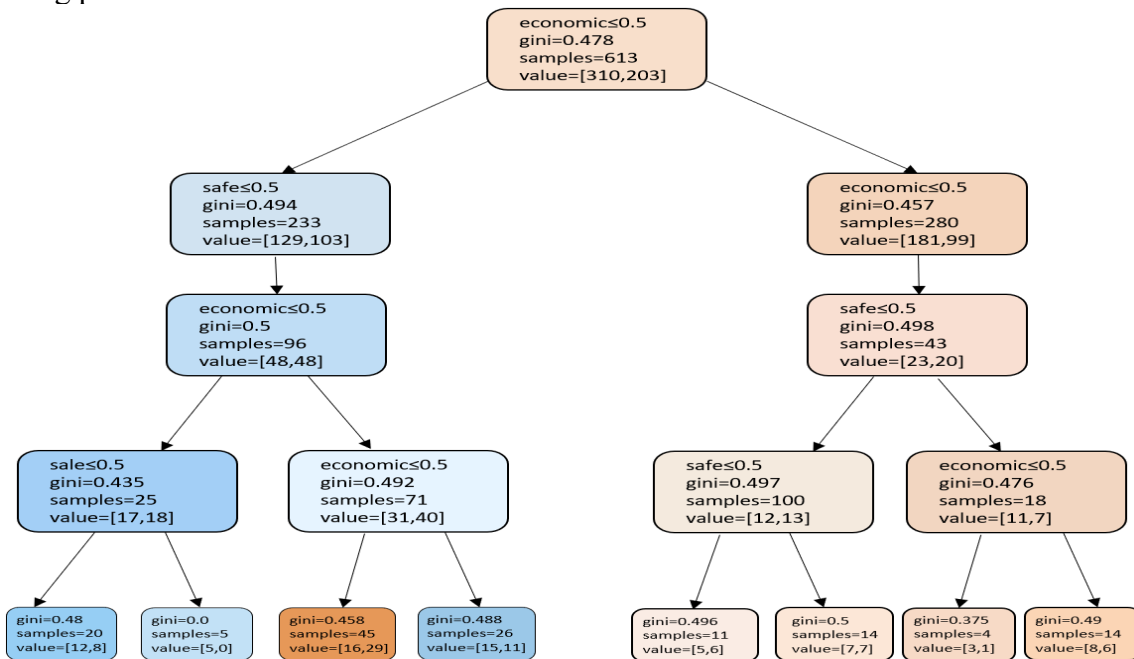 economic≤0.5
gini=0.478
samples=613
value=[310,203]
safe≤0.5
gini=0.494
samples=233
value=[129,103]
economic≤0.5
gini=0.457
samples=280
value=[181,99]
economic≤0.5
gini=0.5
samples=96
value=[48,48]
safe≤0.5
gini=0.498
samples=43
value=[23,20]
sale≤0.5
gini=0.435
samples=25
value=[17,18]
economic≤0.5
gini=0.492
samples=71
value=[31,40]
safe≤0.5
gini=0.497
samples=100
value=[12,13]
economic≤0.5
gini=0.476
samples=18
value=[11,7]
gini=0.48
samples=20
value=[12,8]
gini=0.0
samples=5
value=[5,0]
gini=0.458
samples=45
value=[16,29]
gini=0.488
samples=26
value=[15,11]
gini=0.496
samples=11
value=[5,6]
gini=0.5
samples=14
value=[7,7]
gini=0.375
samples=4
value=[3,1]
gini=0.49
samples=14
value=[8,6]